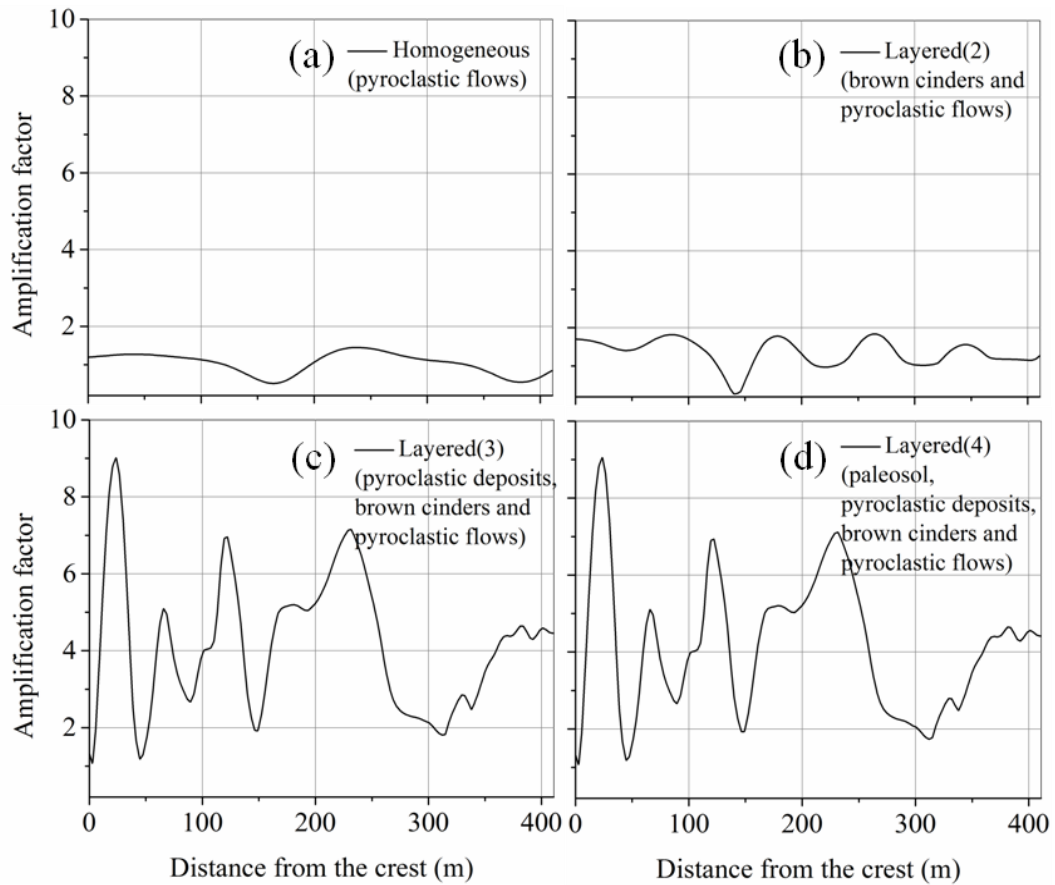 10
8
6
4
2
Amplification factor
(a)
Homogeneous
(pyroclastic flows)
(b)
Layered(2)
(brown cinders and
pyroclastic flows)
10
8
6
4
2
Amplification factor
(c)
Layered(3)
(pyroclastic deposits,
brown cinders and
pyroclastic flows)
(d)
Layered(4)
(paleosol,
pyroclastic deposits,
brown cinders and
pyroclastic flows)
0 100 200 300 400
0 100 200 300 400
Distance from the crest (m)
Distance from the crest (m)